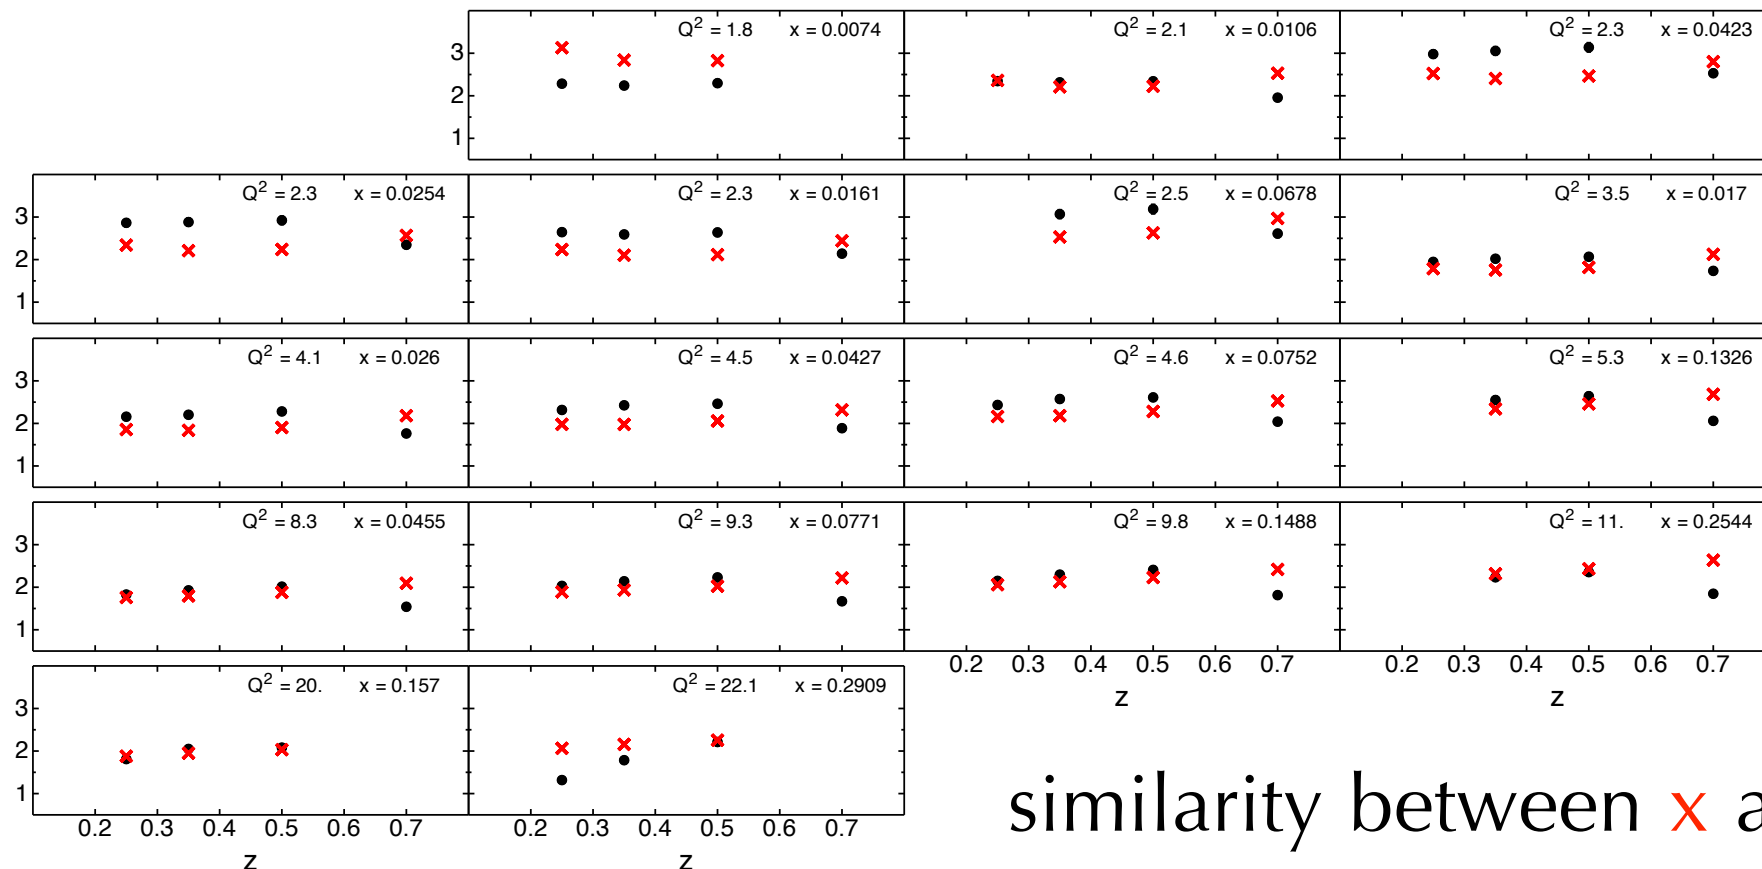 Q² = 1.8 x = 0.0074
Q² = 2.1 x = 0.0106
Q² = 2.3 x = 0.0423
3
2
1
Q² = 2.3 x = 0.0254
Q² = 2.3 x = 0.0161
Q² = 2.5 x = 0.0678
Q² = 3.5 x = 0.017
3
2
1
Q² = 4.1 x = 0.026
Q² = 4.5 x = 0.0427
Q² = 4.6 x = 0.0752
Q² = 5.3 x = 0.1326
3
2
1
Q² = 8.3 x = 0.0455
Q² = 9.3 x = 0.0771
Q² = 9.8 x = 0.1488
Q² = 11. x = 0.2544
3
2
1
0.2 0.3 0.4 0.5 0.6 0.7
z
0.2 0.3 0.4 0.5 0.6 0.7
z
Q² = 20. x = 0.157
Q² = 22.1 x = 0.2909
3
2
1
0.2 0.3 0.4 0.5 0.6 0.7
z
0.2 0.3 0.4 0.5 0.6 0.7
z
similarity between x a